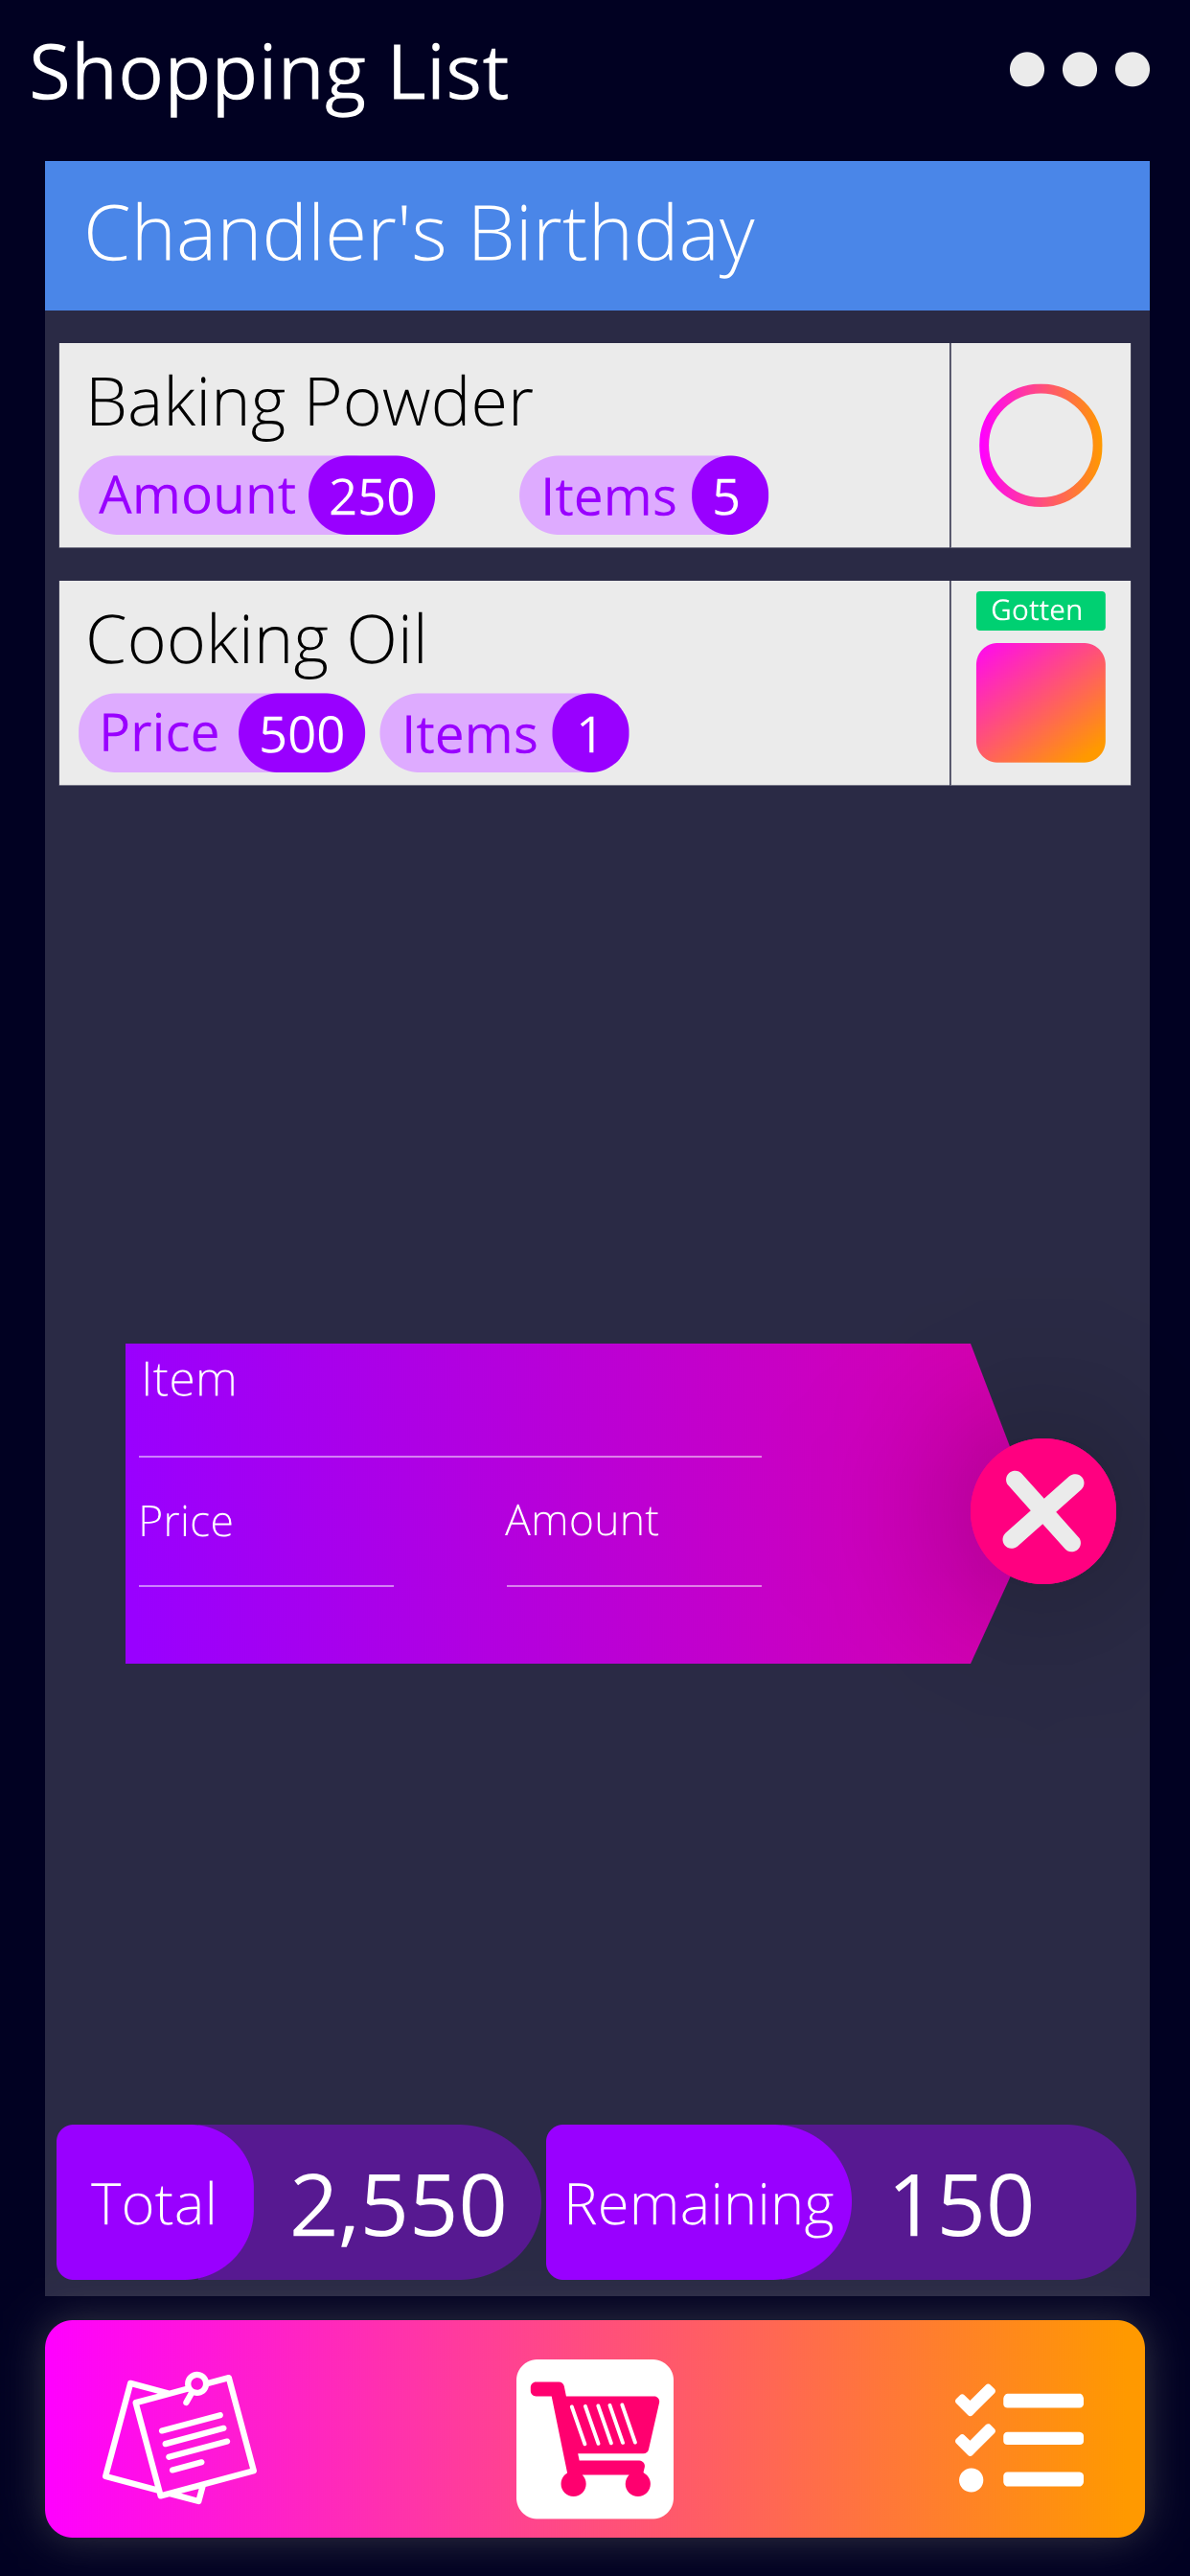 Shopping List
Chandler's Birthday
Baking Powder
Amount 250 Items 5
Cooking Oil
Gotten
Price 500 Items 1
Item
Price Amount
Total 2,550 Remaining 150